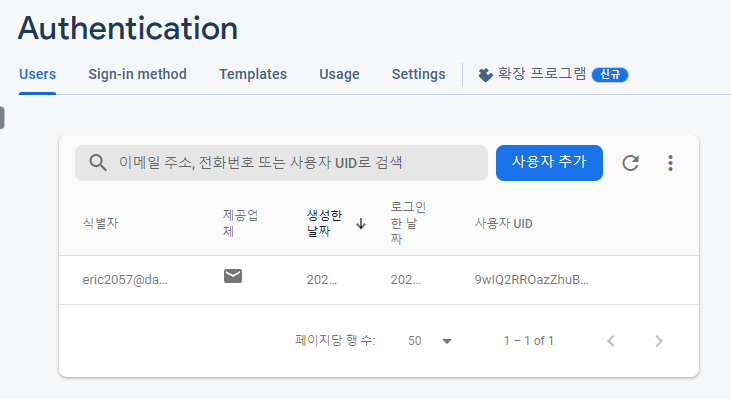 Authentication
Users Sign-in method Templates Usage Settings 확장 프로그램 신규
이메일 주소, 전화번호 또는 사용자 UID로 검색 사용자 추가
식별자 제공업체 생성한 날짜 로그인한 날짜 사용자 UID
eric2057@da... 202... 202... 9wIQ2RROazZhuB...
페이지당 행 수: 50 1 – 1 of 1